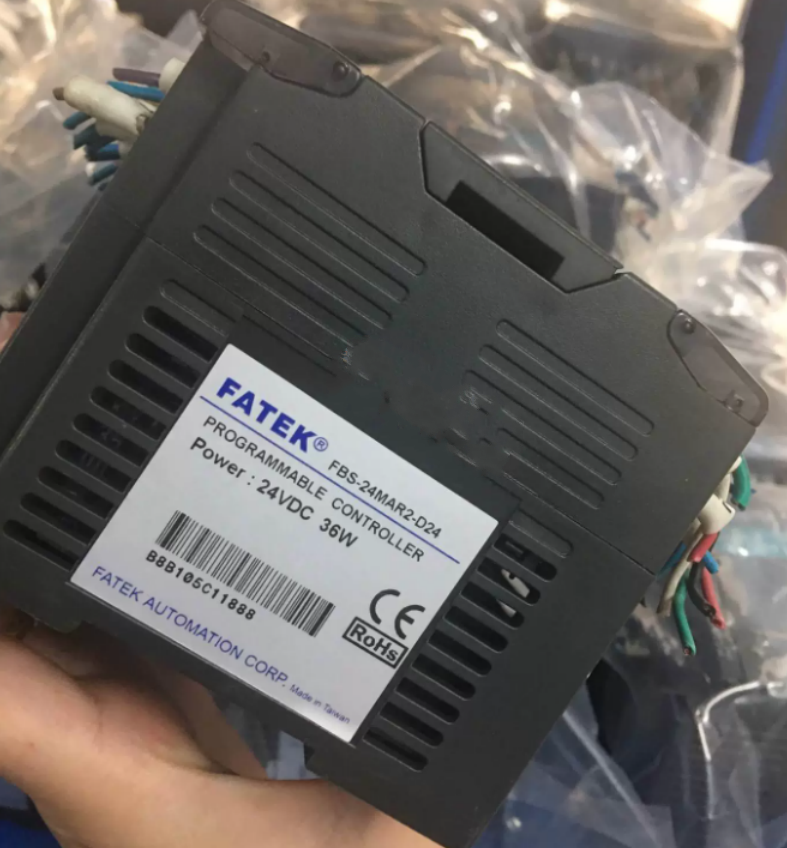 FATEK® FBS-24MAR2-D24
PROGRAMMABLE CONTROLLER
Power : 24VDC 36W
B8B105C11888
CE
RoHs
FATEK AUTOMATION CORP. Made in Taiwan